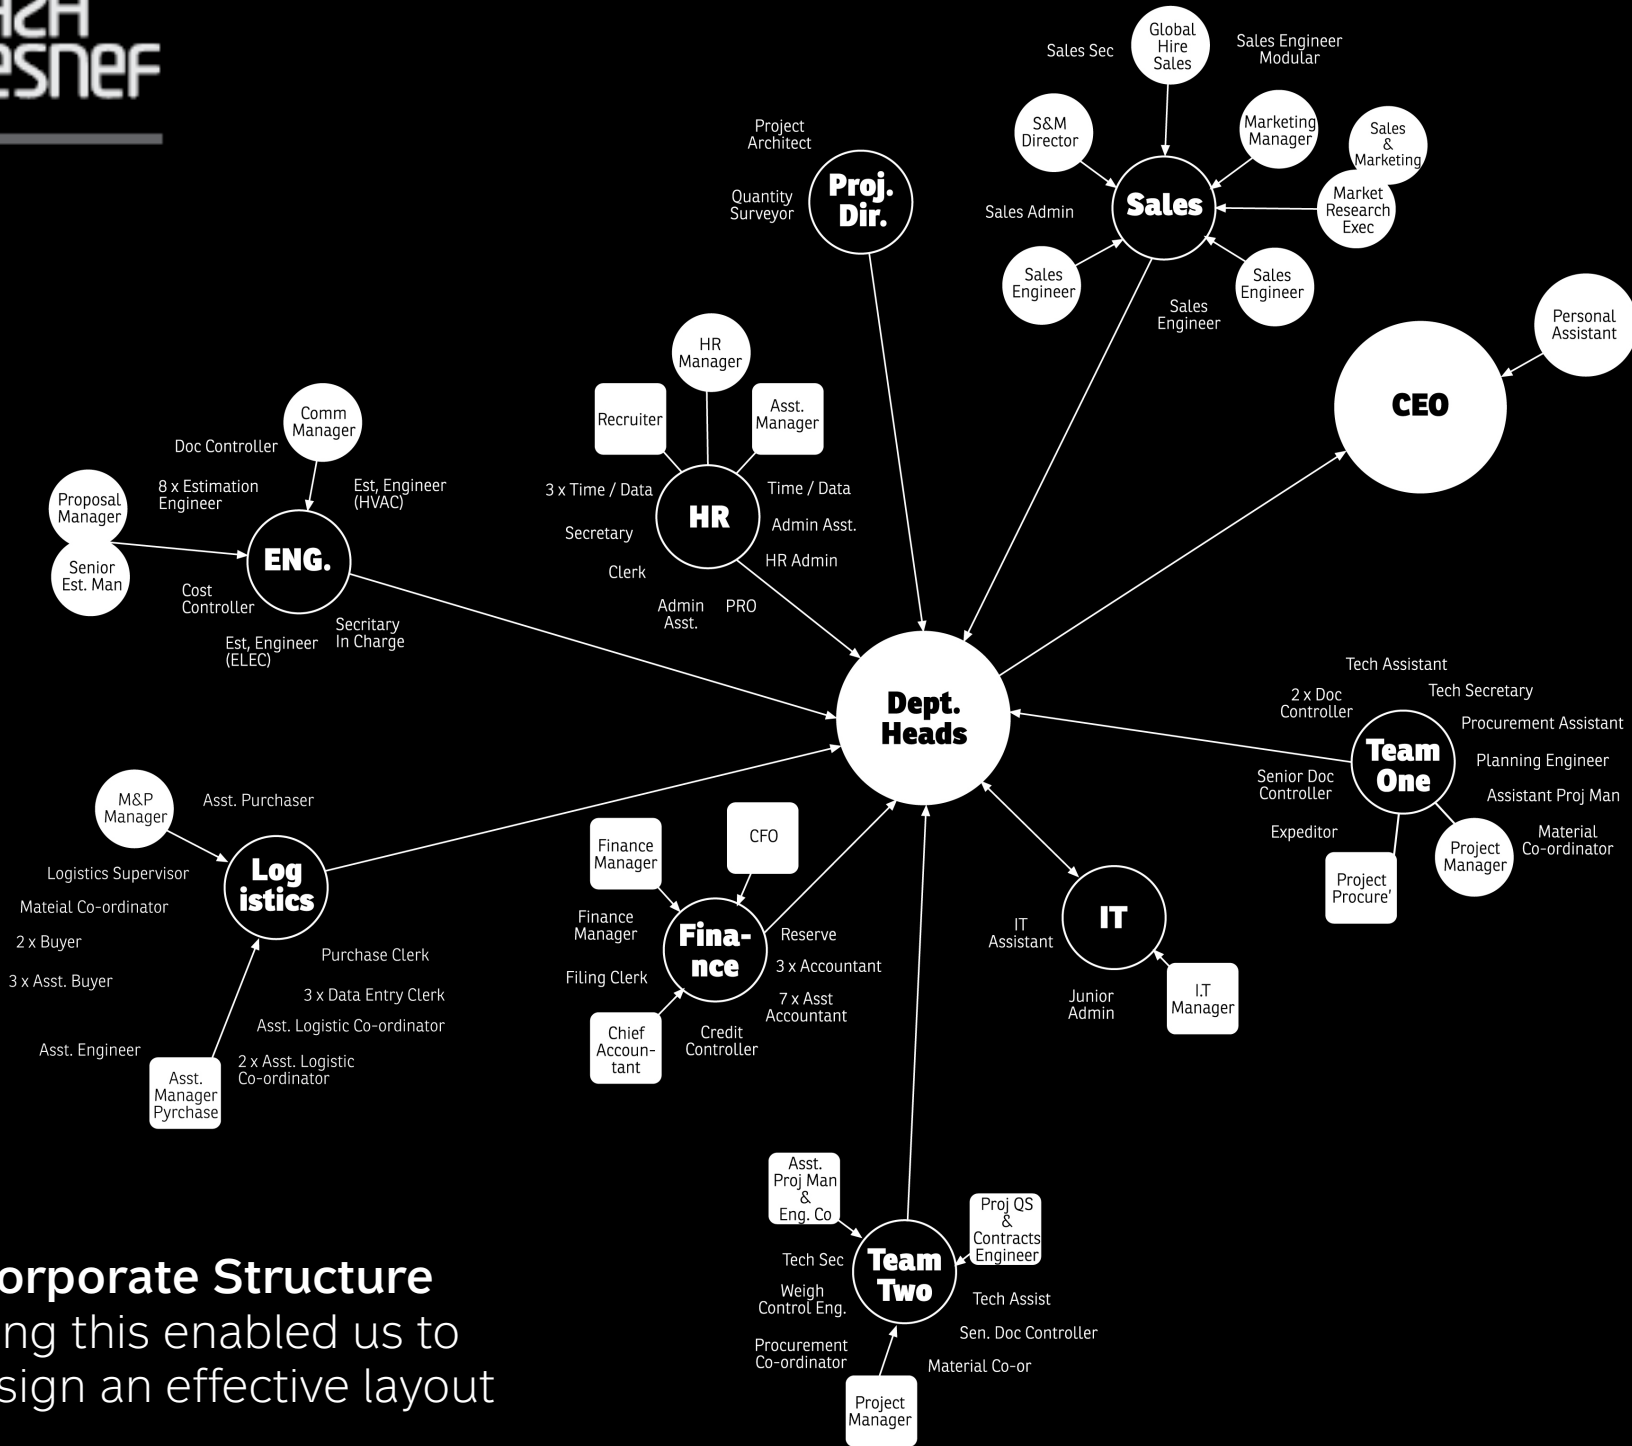 esnef
Sales Sec
Global
Hire
Sales
Sales Engineer
Modular
S&M
Director
Marketing
Manager
Sales
&
Marketing
Market
Research
Exec
Sales
Sales Admin
Sales
Engineer
Sales
Engineer
Sales
Engineer
Project
Architect
Quantity
Surveyor
Proj.
Dir.
Personal
Assistant
CEO
HR
Manager
Recruiter
Asst.
Manager
3 x Time / Data
Time / Data
HR
Secretary
Admin Asst.
Clerk
HR Admin
Admin
Asst.
PRO
Comm
Manager
Doc Controller
8 x Estimation
Engineer
Est, Engineer
(HVAC)
Proposal
Manager
Senior
Est. Man
ENG.
Cost
Controller
Est, Engineer
(ELEC)
Secritary
In Charge
Dept.
Heads
Tech Assistant
2 x Doc
Controller
Tech Secretary
Procurement Assistant
Team
One
Planning Engineer
Senior Doc
Controller
Assistant Proj Man
Expeditor
Material
Co-ordinator
Project
Manager
Project
Procure'
M&P
Manager
Asst. Purchaser
Logistics Supervisor
Log
istics
Mateial Co-ordinator
2 x Buyer
3 x Asst. Buyer
Purchase Clerk
3 x Data Entry Clerk
Asst. Logistic Co-ordinator
Asst. Engineer
2 x Asst. Logistic
Co-ordinator
Asst.
Manager
Pyrchase
Finance
Manager
CFO
Finance
Manager
Fina-
nce
Reserve
3 x Accountant
Filing Clerk
7 x Asst
Accountant
Chief
Accoun-
tant
Credit
Controller
IT
IT
Assistant
Junior
Admin
I.T
Manager
Asst.
Proj Man
&
Eng. Co
Proj QS
&
Contracts
Engineer
Team
Two
Tech Sec
Weigh
Control Eng.
Tech Assist
Sen. Doc Controller
Procurement
Co-ordinator
Material Co-or
Project
Manager
orporate Structure
ng this enabled us to
sign an effective layout